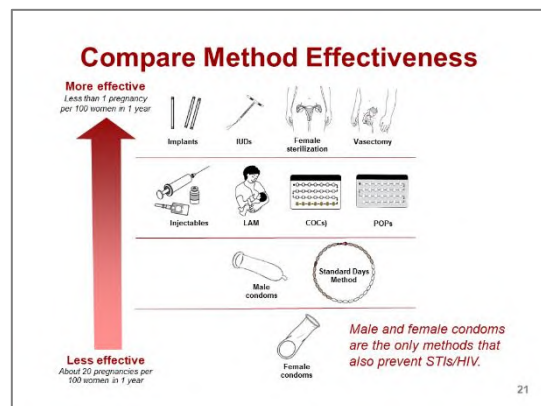 Compare Method Effectiveness
More effective
Less than 1 pregnancy
per 100 women in 1 year
Implants
IUDs
Female
sterilization
Vasectomy
Injectables
LAM
COCs)
POPs
Male
condoms
Standard Days
Method
Female
condoms
Male and female condoms
are the only methods that
also prevent STIs/HIV.
Less effective
About 20 pregnancies per
100 women in 1 year
21